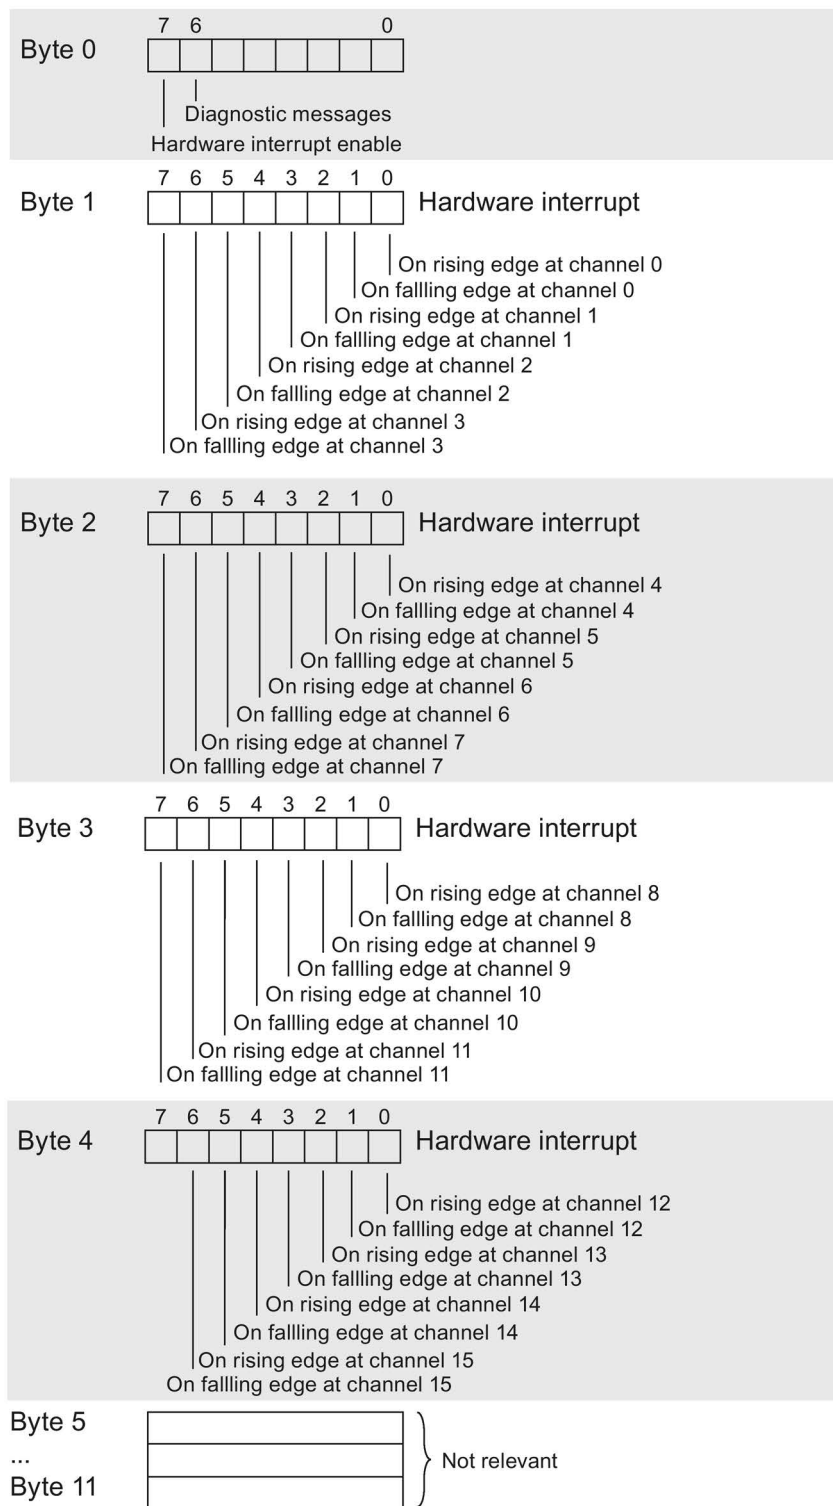 7 6 0
Byte 0
Diagnostic messages
Hardware interrupt enable
7 6 5 4 3 2 1 0
Byte 1 Hardware interrupt
On rising edge at channel 0
On fallling edge at channel 0
On rising edge at channel 1
On fallling edge at channel 1
On rising edge at channel 2
On fallling edge at channel 2
On rising edge at channel 3
On fallling edge at channel 3
7 6 5 4 3 2 1 0
Byte 2 Hardware interrupt
On rising edge at channel 4
On fallling edge at channel 4
On rising edge at channel 5
On fallling edge at channel 5
On rising edge at channel 6
On fallling edge at channel 6
On rising edge at channel 7
On fallling edge at channel 7
7 6 5 4 3 2 1 0
Byte 3 Hardware interrupt
On rising edge at channel 8
On fallling edge at channel 8
On rising edge at channel 9
On fallling edge at channel 9
On rising edge at channel 10
On fallling edge at channel 10
On rising edge at channel 11
On fallling edge at channel 11
7 6 5 4 3 2 1 0
Byte 4 Hardware interrupt
On rising edge at channel 12
On fallling edge at channel 12
On rising edge at channel 13
On fallling edge at channel 13
On rising edge at channel 14
On fallling edge at channel 14
On rising edge at channel 15
On fallling edge at channel 15
Byte 5
... Not relevant
Byte 11